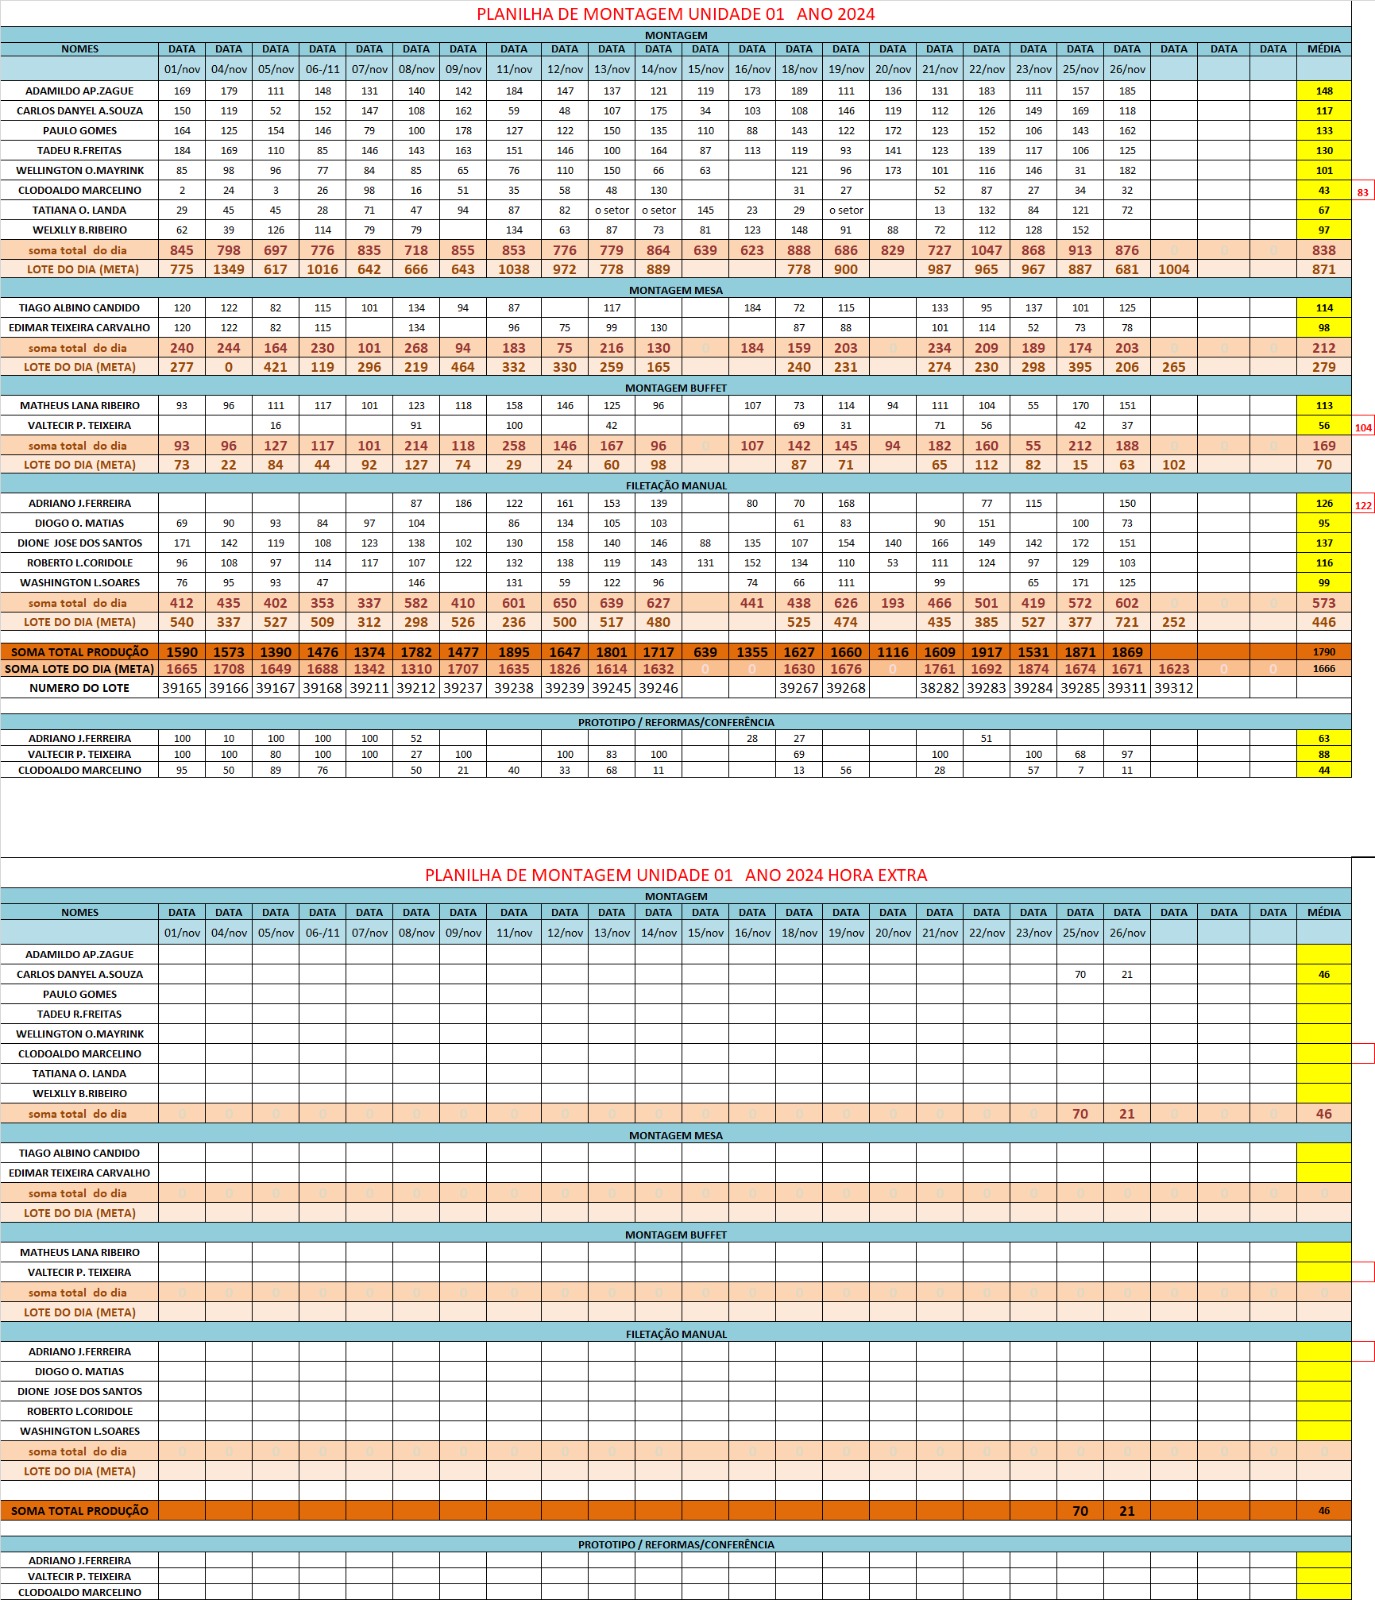 PLANILHA DE MONTAGEM UNIDADE 01 ANO 2024
MONTAGEM
NOMES DATA DATA DATA DATA DATA DATA DATA DATA DATA DATA DATA DATA DATA DATA DATA DATA DATA DATA DATA DATA DATA DATA DATA DATA MÉDIA
01/nov 04/nov 05/nov 06-/11 07/nov 08/nov 09/nov 11/nov 12/nov 13/nov 14/nov 15/nov 16/nov 18/nov 19/nov 20/nov 21/nov 22/nov 23/nov 25/nov 26/nov
ADAMILDO AP.ZAGUE 169 179 111 148 131 140 142 184 147 137 121 119 173 189 111 136 131 183 111 157 185 148
CARLOS DANYEL A.SOUZA 150 119 52 152 147 108 162 59 48 107 175 34 103 108 146 119 112 126 149 169 118 117
PAULO GOMES 164 125 154 146 79 100 178 127 122 150 135 110 88 143 122 172 123 152 106 143 162 133
TADEU R.FREITAS 184 169 110 85 146 143 163 151 146 100 164 87 113 119 93 141 123 139 117 106 125 130
WELLINGTON O.MAYRINK 85 98 96 77 84 85 65 76 110 150 66 63 121 96 173 101 116 146 31 182 101
CLODOALDO MARCELINO 2 24 3 26 98 16 51 35 58 48 130 31 27 52 87 27 34 32 43 83
TATIANA O. LANDA 29 45 45 28 71 47 94 87 82 o setor o setor 145 23 29 o setor 13 132 84 121 72 67
WELXLLY B.RIBEIRO 62 39 126 114 79 79 134 63 87 73 81 123 148 91 88 72 112 128 152 97
soma total do dia 845 798 697 776 835 718 855 853 776 779 864 639 623 888 686 829 727 1047 868 913 876 0 0 0 838
LOTE DO DIA (META) 775 1349 617 1016 642 666 643 1038 972 778 889 778 900 987 965 967 887 681 1004 871
MONTAGEM MESA
TIAGO ALBINO CANDIDO 120 122 82 115 101 134 94 87 117 184 72 115 133 95 137 101 125 114
EDIMAR TEIXEIRA CARVALHO 120 122 82 115 134 96 75 99 130 87 88 101 114 52 73 78 98
soma total do dia 240 244 164 230 101 268 94 183 75 216 130 0 184 159 203 0 234 209 189 174 203 0 0 0 212
LOTE DO DIA (META) 277 0 421 119 296 219 464 332 330 259 165 240 231 274 230 298 395 206 265 279
MONTAGEM BUFFET
MATHEUS LANA RIBEIRO 93 96 111 117 101 123 118 158 146 125 96 107 73 114 94 111 104 55 170 151 113
VALTECIR P. TEIXEIRA 16 91 100 42 69 31 71 56 42 37 56 104
soma total do dia 93 96 127 117 101 214 118 258 146 167 96 0 107 142 145 94 182 160 55 212 188 0 0 0 169
LOTE DO DIA (META) 73 22 84 44 92 127 74 29 24 60 98 87 71 65 112 82 15 63 102 70
FILETAÇÃO MANUAL
ADRIANO J.FERREIRA 87 186 122 161 153 139 80 70 168 77 115 150 126 122
DIOGO O. MATIAS 69 90 93 84 97 104 86 134 105 103 61 83 90 151 100 73 95
DIONE JOSE DOS SANTOS 171 142 119 108 123 138 102 130 158 140 146 88 135 107 154 140 166 149 142 172 151 137
ROBERTO L.CORIDOLE 96 108 97 114 117 107 122 132 138 119 143 131 152 134 110 53 111 124 97 129 103 116
WASHINGTON L.SOARES 76 95 93 47 146 131 59 122 96 74 66 111 99 65 171 125 99
soma total do dia 412 435 402 353 337 582 410 601 650 639 627 441 438 626 193 466 501 419 572 602 0 0 0 573
LOTE DO DIA (META) 540 337 527 509 312 298 526 236 500 517 480 525 474 435 385 527 377 721 252 446
SOMA TOTAL PRODUÇÃO 1590 1573 1390 1476 1374 1782 1477 1895 1647 1801 1717 639 1355 1627 1660 1116 1609 1917 1531 1871 1869 1790
SOMA LOTE DO DIA (META) 1665 1708 1649 1688 1342 1310 1707 1635 1826 1614 1632 0 0 1630 1676 0 1761 1692 1874 1674 1671 1623 0 0 1666
NUMERO DO LOTE 39165 39166 39167 39168 39211 39212 39237 39238 39239 39245 39246 39267 39268 38282 39283 39284 39285 39311 39312
PROTOTIPO / REFORMAS/CONFERÊNCIA
ADRIANO J.FERREIRA 100 10 100 100 100 52 28 27 51 63
VALTECIR P. TEIXEIRA 100 100 80 100 100 27 100 100 83 100 69 100 100 68 97 88
CLODOALDO MARCELINO 95 50 89 76 50 21 40 33 68 11 13 56 28 57 7 11 44
PLANILHA DE MONTAGEM UNIDADE 01 ANO 2024 HORA EXTRA
MONTAGEM
NOMES DATA DATA DATA DATA DATA DATA DATA DATA DATA DATA DATA DATA DATA DATA DATA DATA DATA DATA DATA DATA DATA DATA DATA DATA MÉDIA
01/nov 04/nov 05/nov 06-/11 07/nov 08/nov 09/nov 11/nov 12/nov 13/nov 14/nov 15/nov 16/nov 18/nov 19/nov 20/nov 21/nov 22/nov 23/nov 25/nov 26/nov
ADAMILDO AP.ZAGUE
CARLOS DANYEL A.SOUZA 70 21 46
PAULO GOMES
TADEU R.FREITAS
WELLINGTON O.MAYRINK
CLODOALDO MARCELINO
TATIANA O. LANDA
WELXLLY B.RIBEIRO
soma total do dia 0 0 0 0 0 0 0 0 0 0 0 0 0 0 0 0 0 0 0 70 21 0 0 0 46
MONTAGEM MESA
TIAGO ALBINO CANDIDO
EDIMAR TEIXEIRA CARVALHO
soma total do dia 0 0 0 0 0 0 0 0 0 0 0 0 0 0 0 0 0 0 0 0 0 0 0 0 0
LOTE DO DIA (META)
MONTAGEM BUFFET
MATHEUS LANA RIBEIRO
VALTECIR P. TEIXEIRA
soma total do dia 0 0 0 0 0 0 0 0 0 0 0 0 0 0 0 0 0 0 0 0 0 0 0 0 0
LOTE DO DIA (META)
FILETAÇÃO MANUAL
ADRIANO J.FERREIRA
DIOGO O. MATIAS
DIONE JOSE DOS SANTOS
ROBERTO L.CORIDOLE
WASHINGTON L.SOARES
soma total do dia 0 0 0 0 0 0 0 0 0 0 0 0 0 0 0 0 0 0 0 0 0 0 0 0
LOTE DO DIA (META)
SOMA TOTAL PRODUÇÃO 70 21 46
PROTOTIPO / REFORMAS/CONFERÊNCIA
ADRIANO J.FERREIRA
VALTECIR P. TEIXEIRA
CLODOALDO MARCELINO